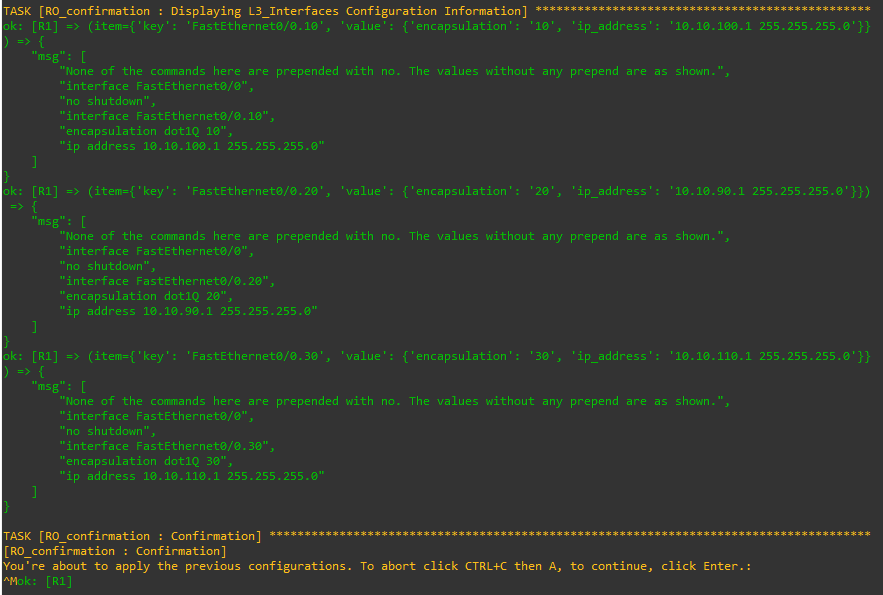 TASK [RO_confirmation : Displaying L3_Interfaces Configuration Information] ************************************************
ok: [R1] => (item={'key': 'FastEthernet0/0.10', 'value': {'encapsulation': '10', 'ip_address': '10.10.100.1 255.255.255.0'}}
) => {
    "msg": [
        "None of the commands here are prepended with no. The values without any prepend are as shown.",
        "interface FastEthernet0/0",
        "no shutdown",
        "interface FastEthernet0/0.10",
        "encapsulation dot1Q 10",
        "ip address 10.10.100.1 255.255.255.0"
    ]
}
ok: [R1] => (item={'key': 'FastEthernet0/0.20', 'value': {'encapsulation': '20', 'ip_address': '10.10.90.1 255.255.255.0'}})
 => {
    "msg": [
        "None of the commands here are prepended with no. The values without any prepend are as shown.",
        "interface FastEthernet0/0",
        "no shutdown",
        "interface FastEthernet0/0.20",
        "encapsulation dot1Q 20",
        "ip address 10.10.90.1 255.255.255.0"
    ]
}
ok: [R1] => (item={'key': 'FastEthernet0/0.30', 'value': {'encapsulation': '30', 'ip_address': '10.10.110.1 255.255.255.0'}}
) => {
    "msg": [
        "None of the commands here are prepended with no. The values without any prepend are as shown.",
        "interface FastEthernet0/0",
        "no shutdown",
        "interface FastEthernet0/0.30",
        "encapsulation dot1Q 30",
        "ip address 10.10.110.1 255.255.255.0"
    ]
}
TASK [RO_confirmation : Confirmation] **************************************************************************************
[RO_confirmation : Confirmation]
You're about to apply the previous configurations. To abort click CTRL+C then A, to continue, click Enter.:
^Mok: [R1]